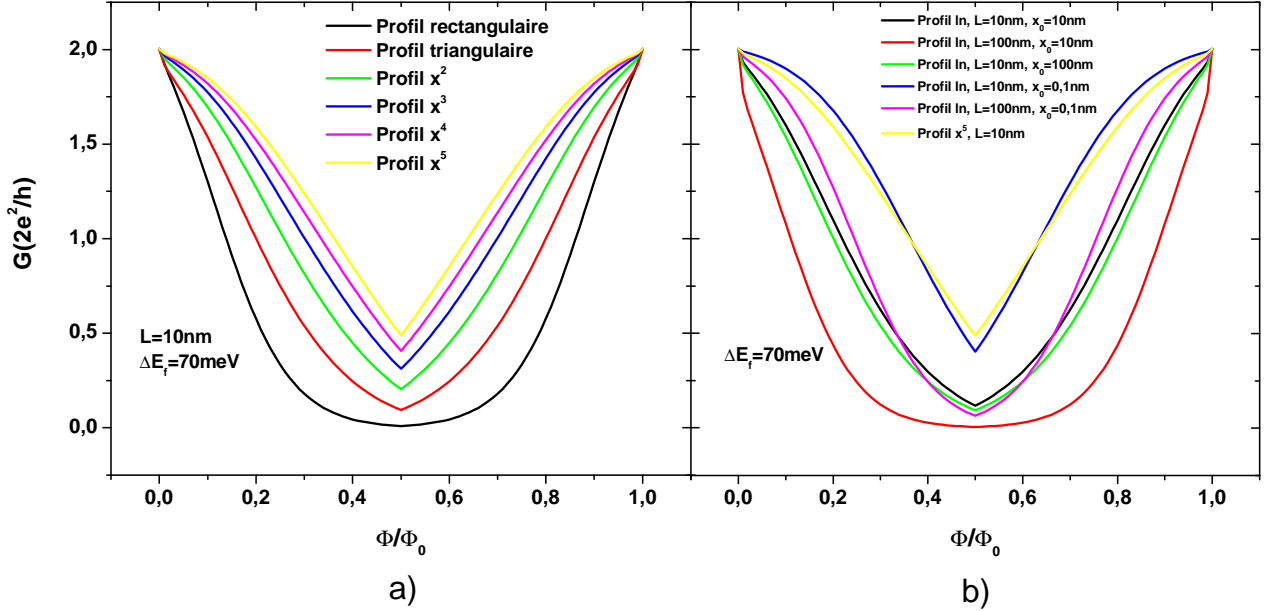 Profil rectangulaire
Profil triangulaire
Profil x²
Profil x³
Profil x⁴
Profil x⁵
L=10nm
ΔE_f=70meV
G(2e²/h)
2,0
1,5
1,0
0,5
0,0
0,0 0,2 0,4 0,6 0,8 1,0
Φ/Φ₀
a)
Profil ln, L=10nm, x₀=10nm
Profil ln, L=100nm, x₀=10nm
Profil ln, L=10nm, x₀=100nm
Profil ln, L=10nm, x₀=0,1nm
Profil ln, L=100nm, x₀=0,1nm
Profil x⁵, L=10nm
ΔE_f=70meV
0,0 0,2 0,4 0,6 0,8 1,0
Φ/Φ₀
b)